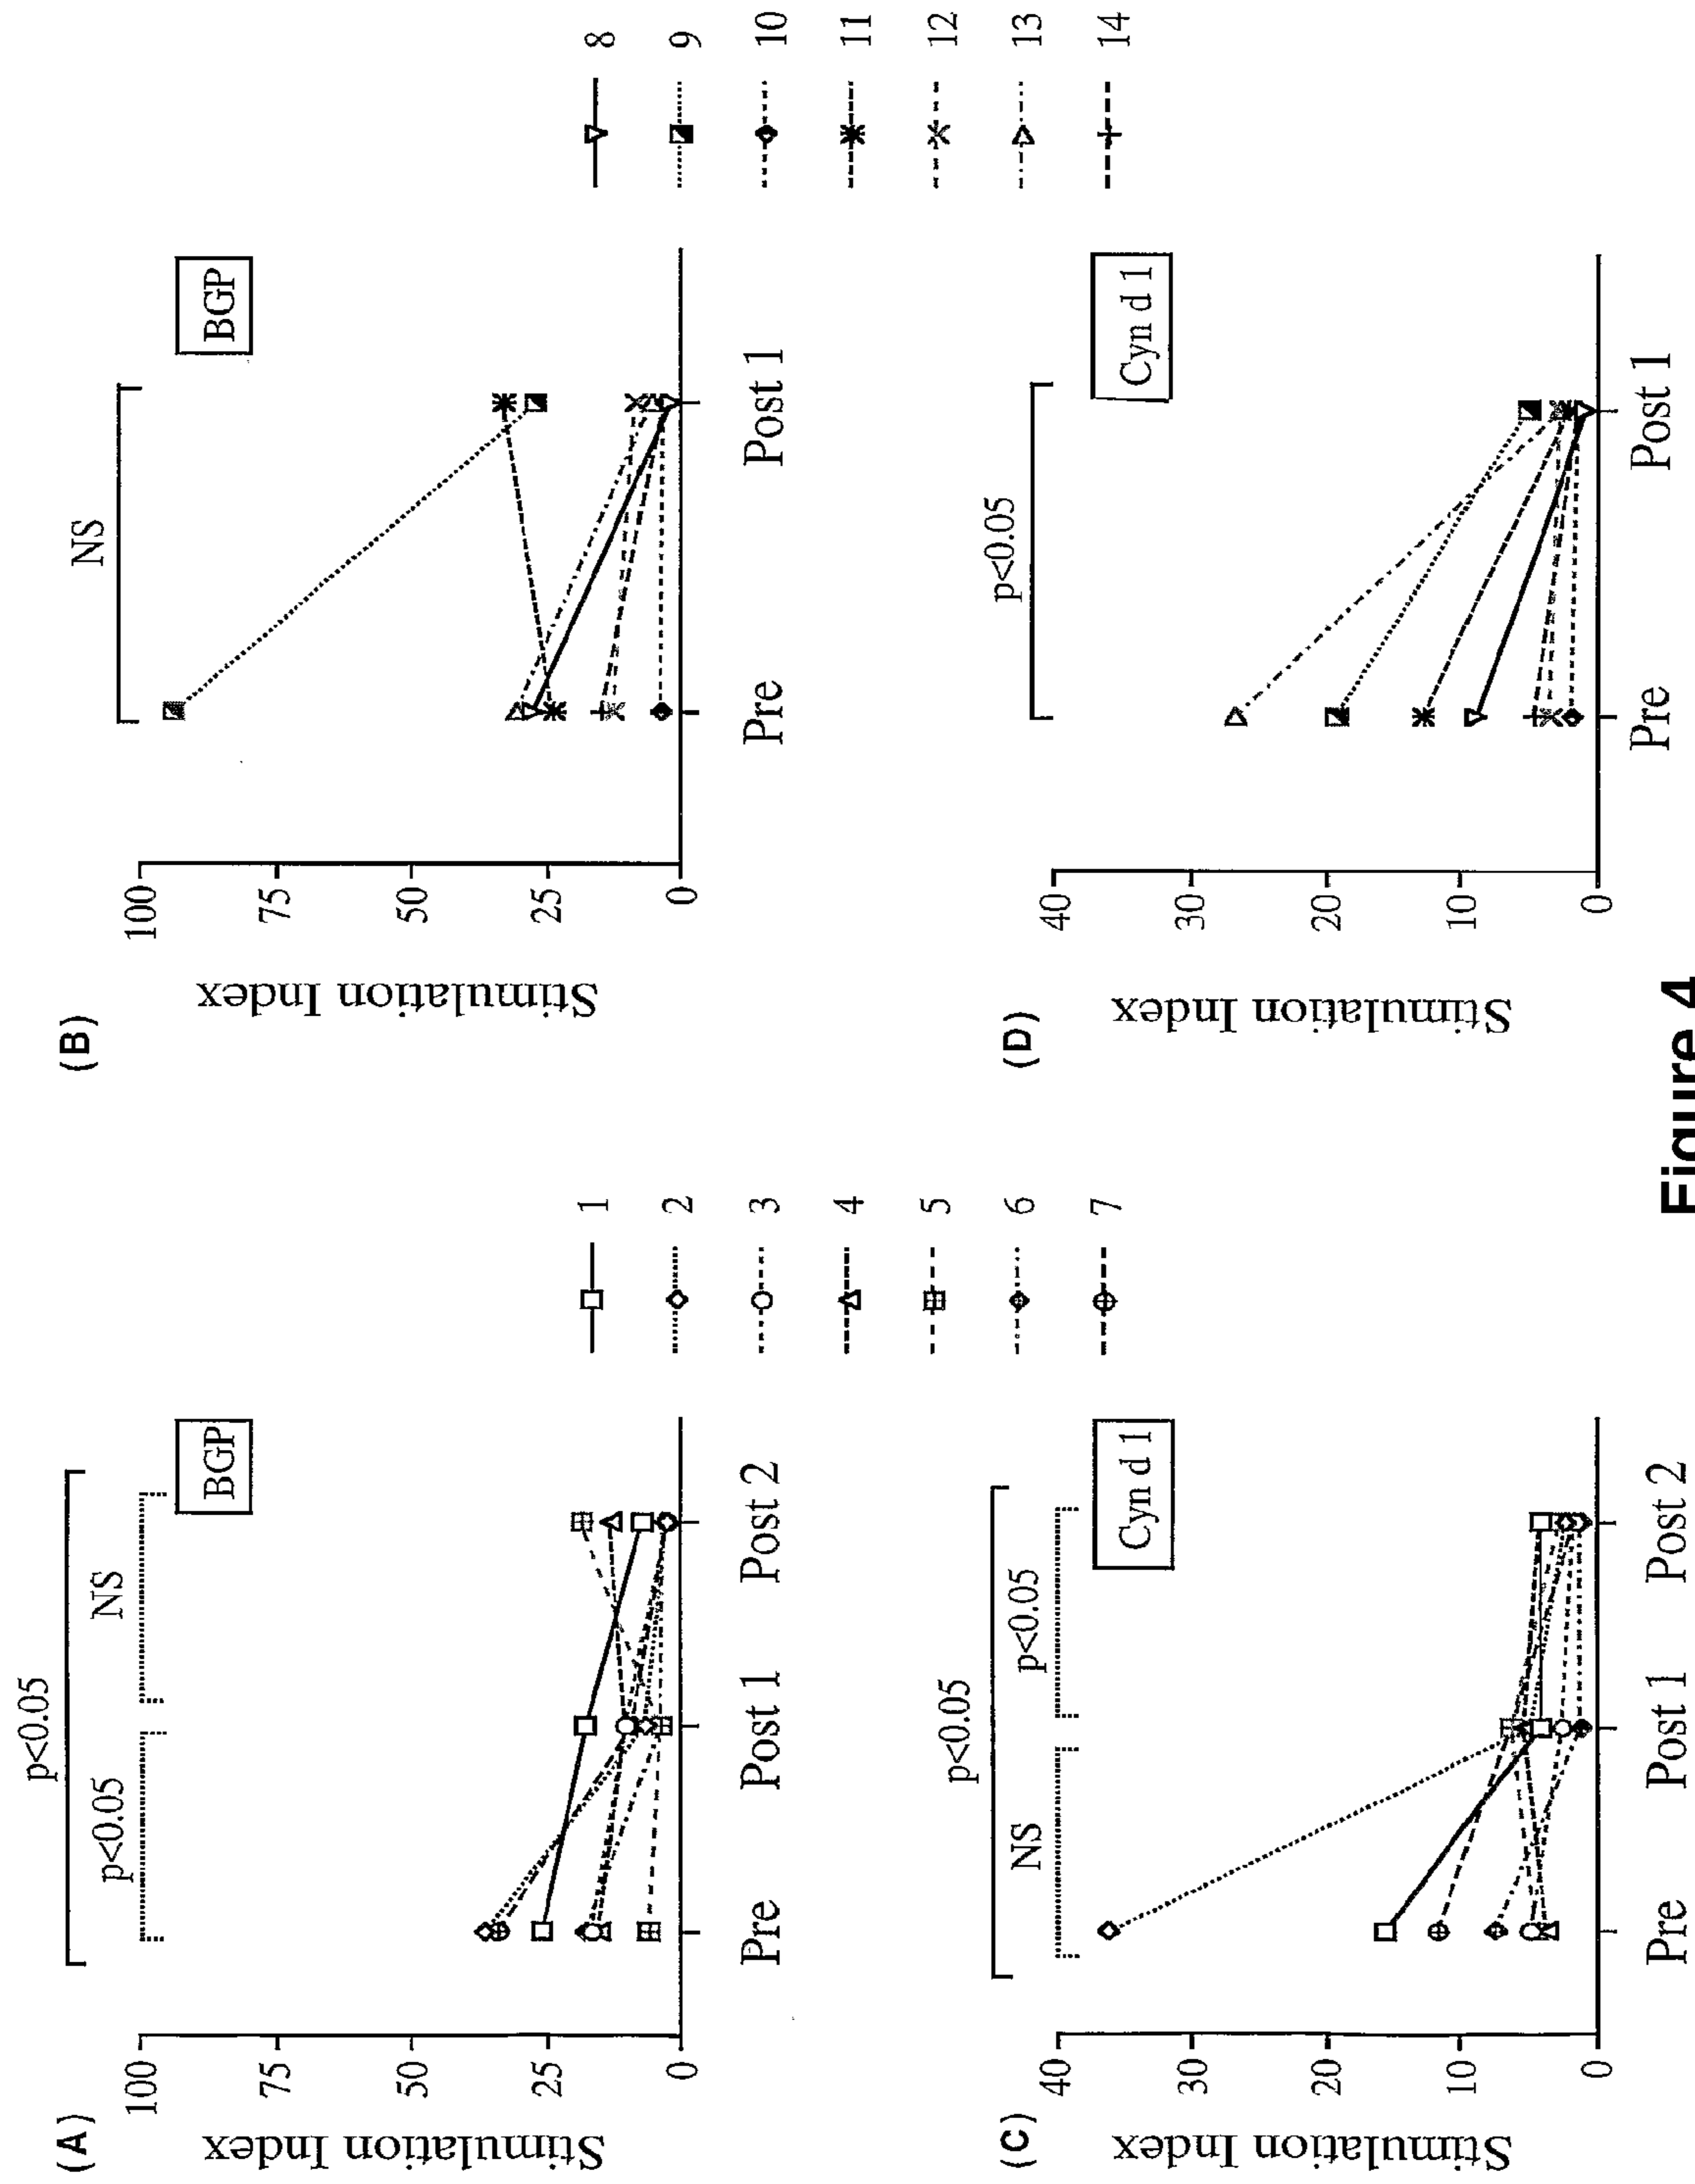 (A)
p<0.05
p<0.05
NS
BGP
Stimulation Index
100
75
50
25
0
Pre
Post 1
Post 2
(B)
NS
BGP
Stimulation Index
100
75
50
25
0
Pre
Post 1
1
2
3
4
5
6
7
8
9
10
11
12
13
14
(C)
p<0.05
NS
p<0.05
Cyn d 1
Stimulation Index
40
30
20
10
0
Pre
Post 1
Post 2
(D)
p<0.05
Cyn d 1
Stimulation Index
40
30
20
10
0
Pre
Post 1
Figure 4